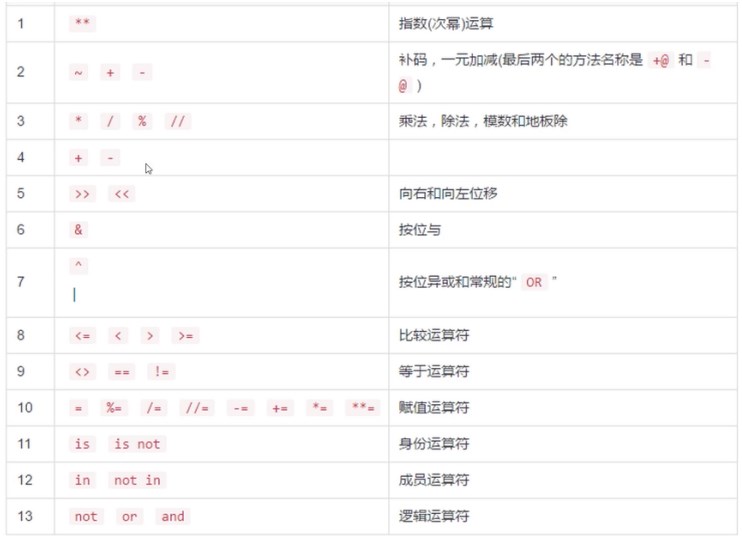 1 ** 指数(次幂)运算
2 ~ + - 补码，一元加减(最后两个的方法名称是 +@ 和 -
@ )
3 * / % // 乘法，除法，模数和地板除
4 + -
5 >> << 向右和向左位移
6 & 按位与
7 ^
| 按位异或和常规的“ OR ”
8 <= < > >= 比较运算符
9 <> == != 等于运算符
10 = %= /= //= -= += *= **= 赋值运算符
11 is is not 身份运算符
12 in not in 成员运算符
13 not or and 逻辑运算符